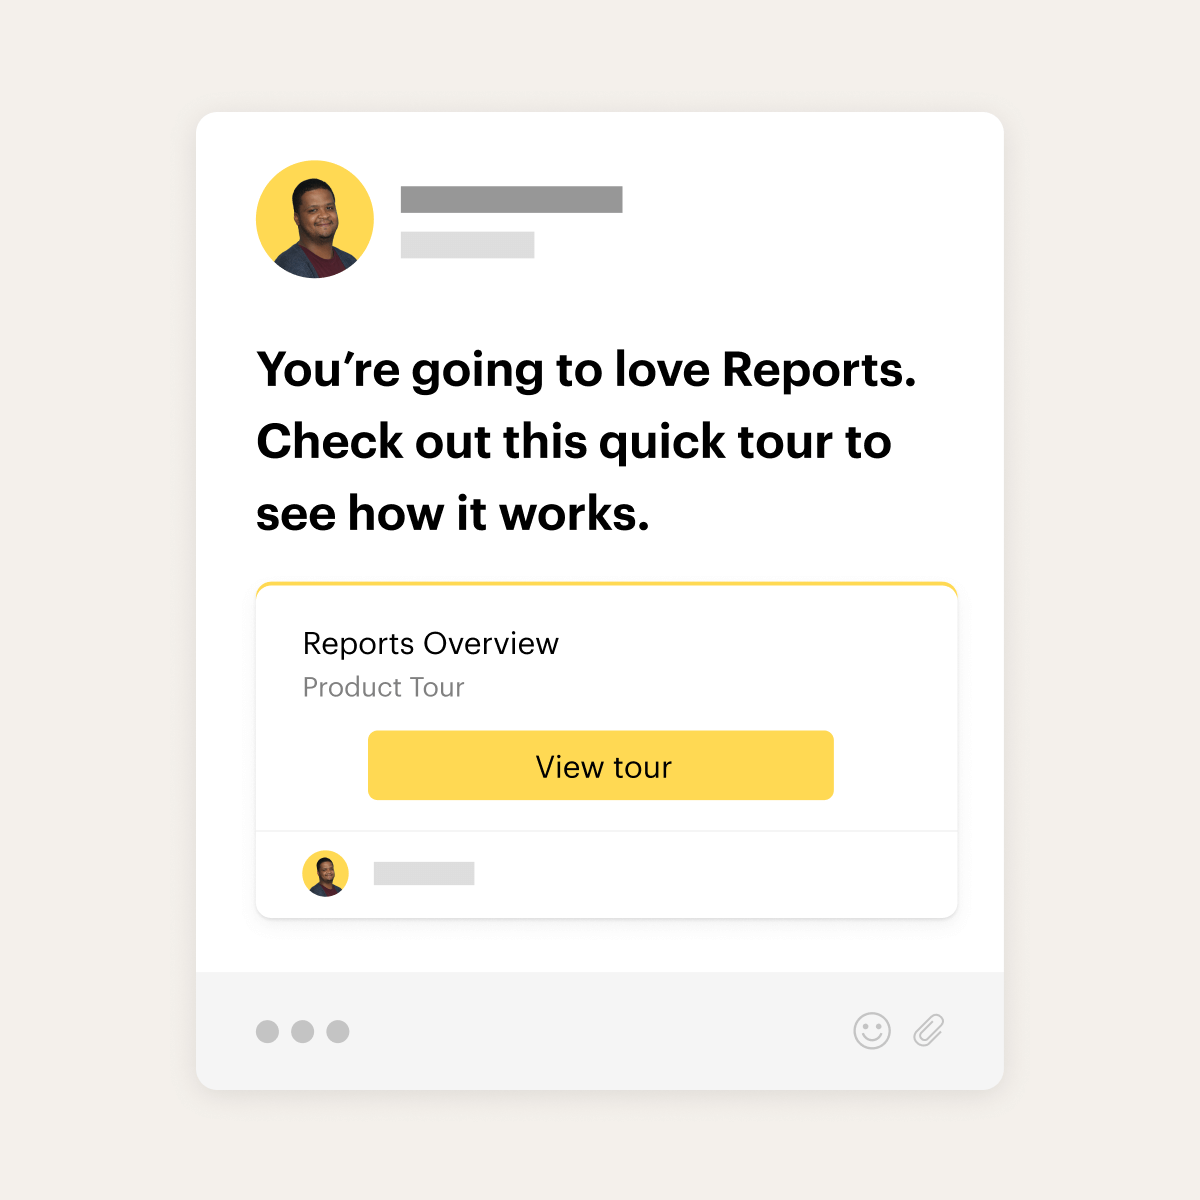 You’re going to love Reports.
Check out this quick tour to
see how it works.
Reports Overview
Product Tour
View tour